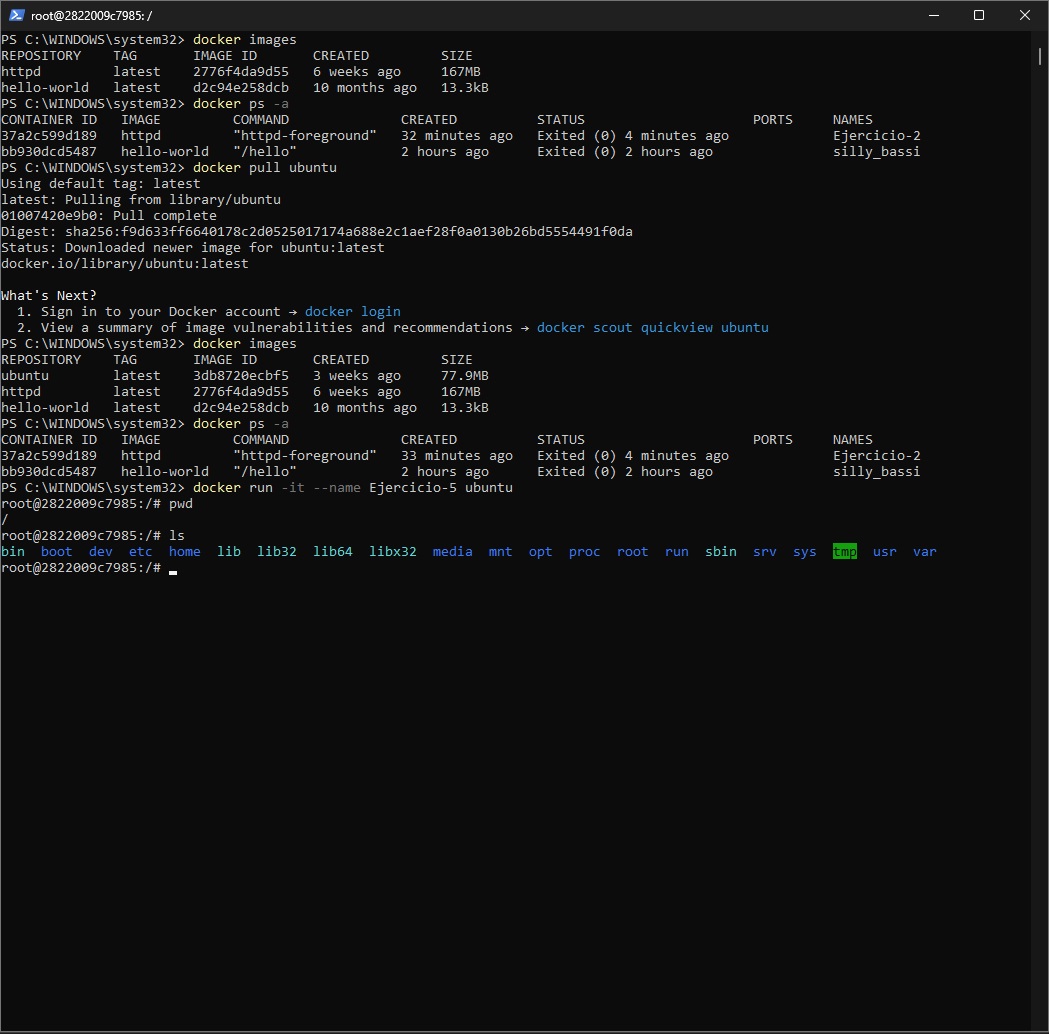 root@2822009c7985: /
PS C:\WINDOWS\system32> docker images
REPOSITORY    TAG       IMAGE ID       CREATED         SIZE
httpd         latest    2776f4da9d55   6 weeks ago     167MB
hello-world   latest    d2c94e258dcb   10 months ago   13.3kB
PS C:\WINDOWS\system32> docker ps -a
CONTAINER ID   IMAGE         COMMAND              CREATED          STATUS                     PORTS     NAMES
37a2c599d189   httpd         "httpd-foreground"   32 minutes ago   Exited (0) 4 minutes ago             Ejercicio-2
bb930dcd5487   hello-world   "/hello"             2 hours ago      Exited (0) 2 hours ago               silly_bassi
PS C:\WINDOWS\system32> docker pull ubuntu
Using default tag: latest
latest: Pulling from library/ubuntu
01007420e9b0: Pull complete
Digest: sha256:f9d633ff6640178c2d0525017174a688e2c1aef28f0a0130b26bd5554491f0da
Status: Downloaded newer image for ubuntu:latest
docker.io/library/ubuntu:latest
What's Next?
  1. Sign in to your Docker account → docker login
  2. View a summary of image vulnerabilities and recommendations → docker scout quickview ubuntu
PS C:\WINDOWS\system32> docker images
REPOSITORY    TAG       IMAGE ID       CREATED         SIZE
ubuntu        latest    3db8720ecbf5   3 weeks ago     77.9MB
httpd         latest    2776f4da9d55   6 weeks ago     167MB
hello-world   latest    d2c94e258dcb   10 months ago   13.3kB
PS C:\WINDOWS\system32> docker ps -a
CONTAINER ID   IMAGE         COMMAND              CREATED          STATUS                     PORTS     NAMES
37a2c599d189   httpd         "httpd-foreground"   33 minutes ago   Exited (0) 4 minutes ago             Ejercicio-2
bb930dcd5487   hello-world   "/hello"             2 hours ago      Exited (0) 2 hours ago               silly_bassi
PS C:\WINDOWS\system32> docker run -it --name Ejercicio-5 ubuntu
root@2822009c7985:/# pwd
/
root@2822009c7985:/# ls
bin  boot  dev  etc  home  lib  lib32  lib64  libx32  media  mnt  opt  proc  root  run  sbin  srv  sys  tmp  usr  var
root@2822009c7985:/#